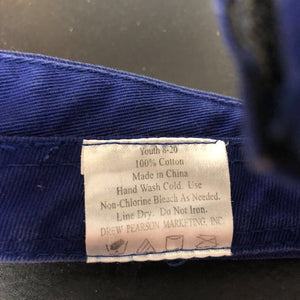 Youth 8-20
100% Cotton
Made in China
Hand Wash Cold. Use
Non-Chlorine Bleach As Needed.
Line Dry. Do Not Iron.
DREW PEARSON MARKETING, INC